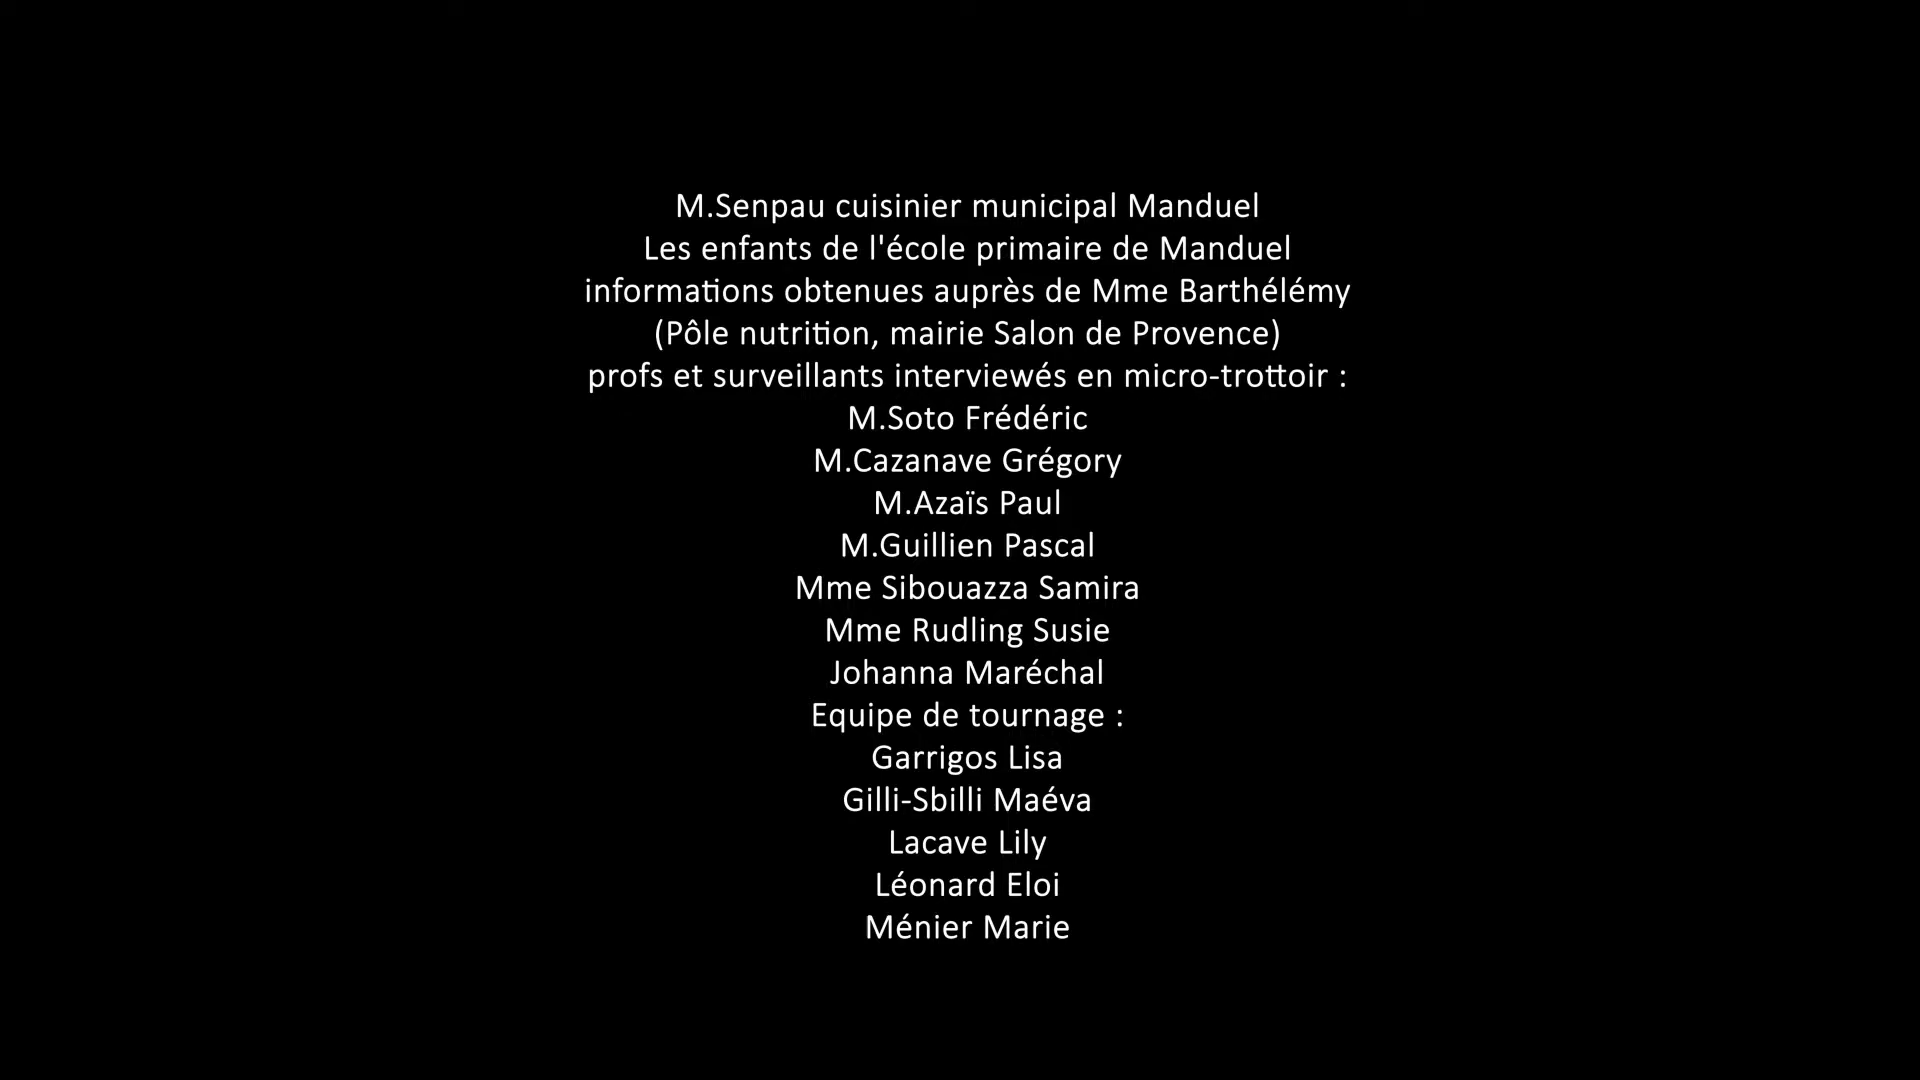 M.Senpau cuisinier municipal Manduel
Les enfants de l'école primaire de Manduel
informations obtenues auprès de Mme Barthélémy
(Pôle nutrition, mairie Salon de Provence)
profs et surveillants interviewés en micro-trottoir :
M.Soto Frédéric
M.Cazanave Grégory
M.Azaïs Paul
M.Guillien Pascal
Mme Sibouazza Samira
Mme Rudling Susie
Johanna Maréchal
Equipe de tournage :
Garrigos Lisa
Gilli-Sbilli Maéva
Lacave Lily
Léonard Eloi
Ménier Marie